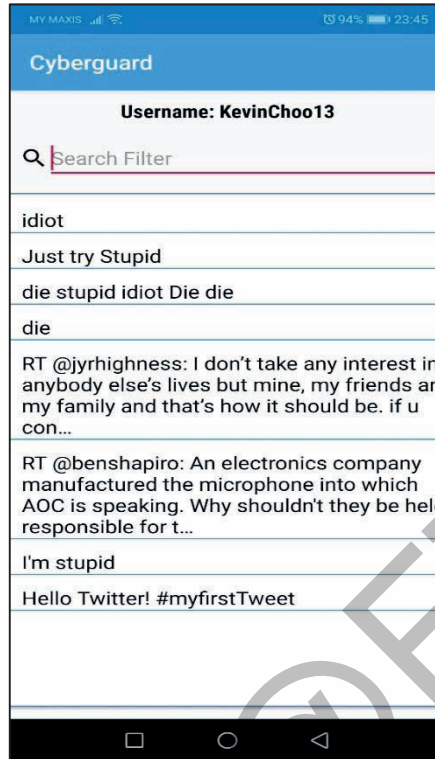 MY MAXIS 94% 23:45
Cyberguard
Username: KevinChoo13
Search Filter
idiot
Just try Stupid
die stupid idiot Die die
die
RT @jyrhighness: I don't take any interest in
anybody else's lives but mine, my friends an
my family and that's how it should be. if u
con...
RT @benshapiro: An electronics company
manufactured the microphone into which
AOC is speaking. Why shouldn't they be hel
responsible for t...
I'm stupid
Hello Twitter! #myfirstTweet